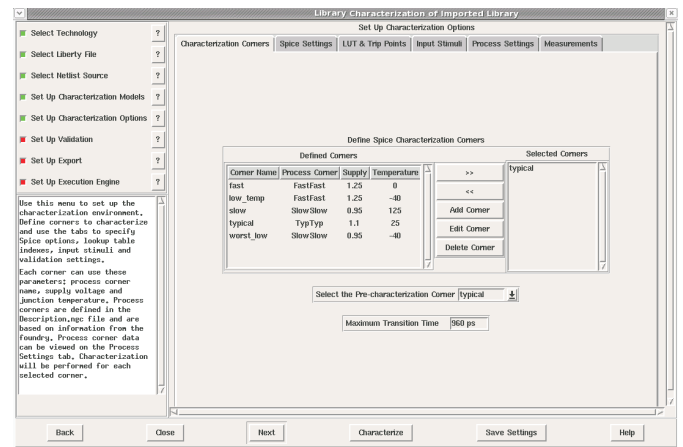 Library Characterization of Imported Library
Select Technology ?
Select Liberty File ?
Select Netlist Source ?
Set Up Characterization Models ?
Set Up Characterization Options ?
Set Up Validation ?
Set Up Export ?
Set Up Execution Engine ?
Use this menu to set up the
characterization environment.
Define corners to characterize
and use the tabs to specify
Spice options, lookup table
indexes, input stimuli and
validation settings.
Each corner can use these
parameters: process corner
name, supply voltage and
junction temperature. Process
corners are defined in the
Description.ngc file and are
based on information from the
foundry. Process corner data
can be viewed on the Process
Settings tab. Characterization
will be performed for each
selected corner.
Set Up Characterization Options
Characterization Corners Spice Settings LUT & Trip Points Input Stimuli Process Settings Measurements
Define Spice Characterization Corners
Defined Corners
Corner Name Process Corner Supply Temperature
fast FastFast 1.25 0
low_temp FastFast 1.25 -40
slow SlowSlow 0.95 125
typical TypTyp 1.1 25
worst_low SlowSlow 0.95 -40
>>
<<
Add Corner
Edit Corner
Delete Corner
Selected Corners
typical
Select the Pre-characterization Corner typical
Maximum Transition Time 960 ps
Back Close Next Characterize Save Settings Help